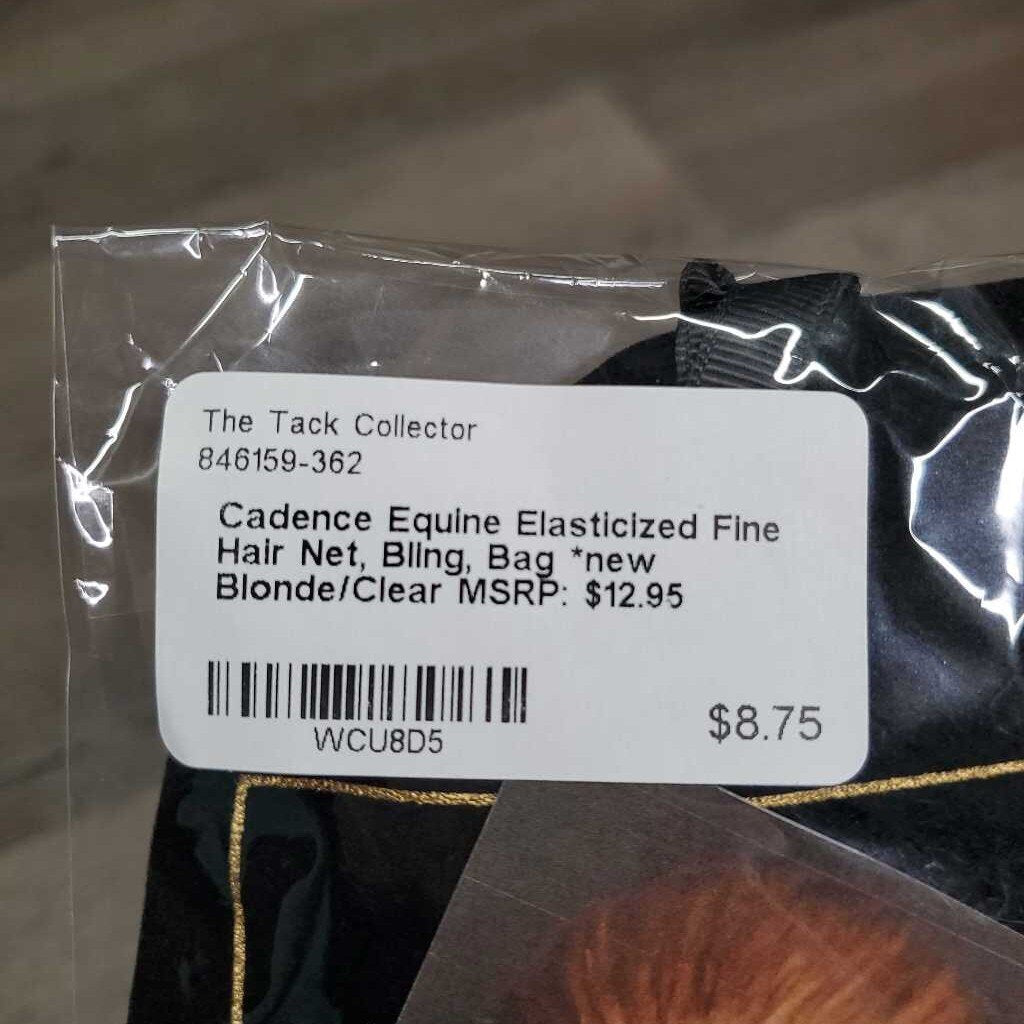 The Tack Collector
846159-362
Cadence Equine Elasticized Fine
Hair Net, Bling, Bag *new
Blonde/Clear MSRP: $12.95
WCU8D5
$8.75